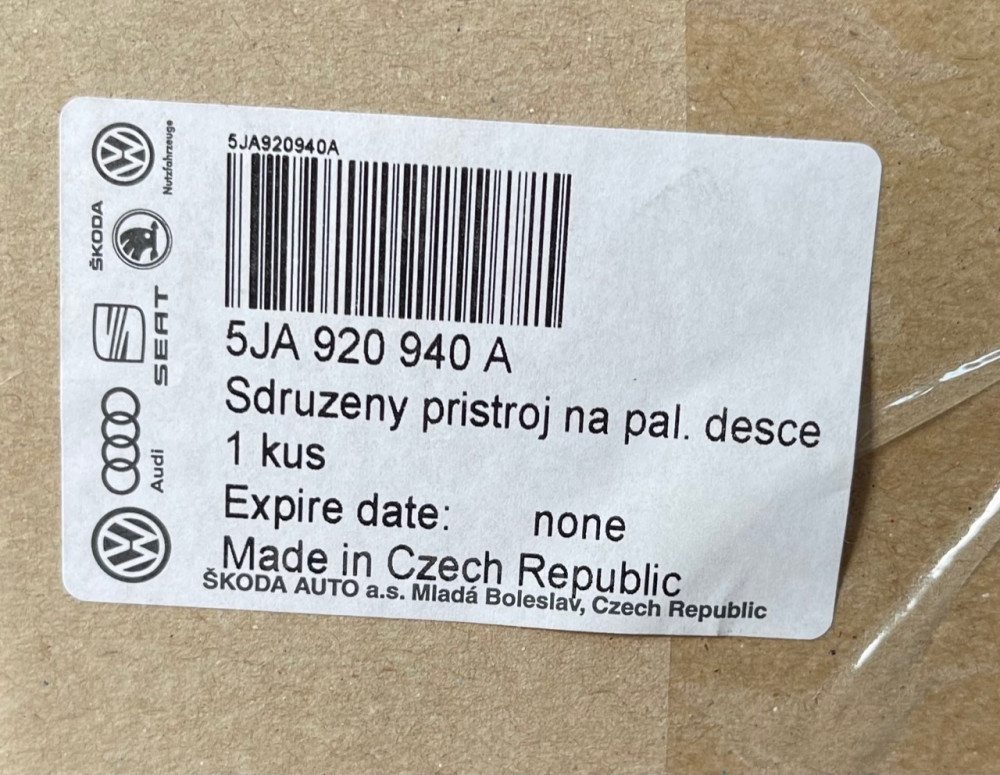 Nutzfahrzeuge
ŠKODA
SEAT
Audi
5JA920940A
5JA 920 940 A
Sdruzeny pristroj na pal. desce
1 kus
Expire date: none
Made in Czech Republic
ŠKODA AUTO a.s. Mladá Boleslav, Czech Republic